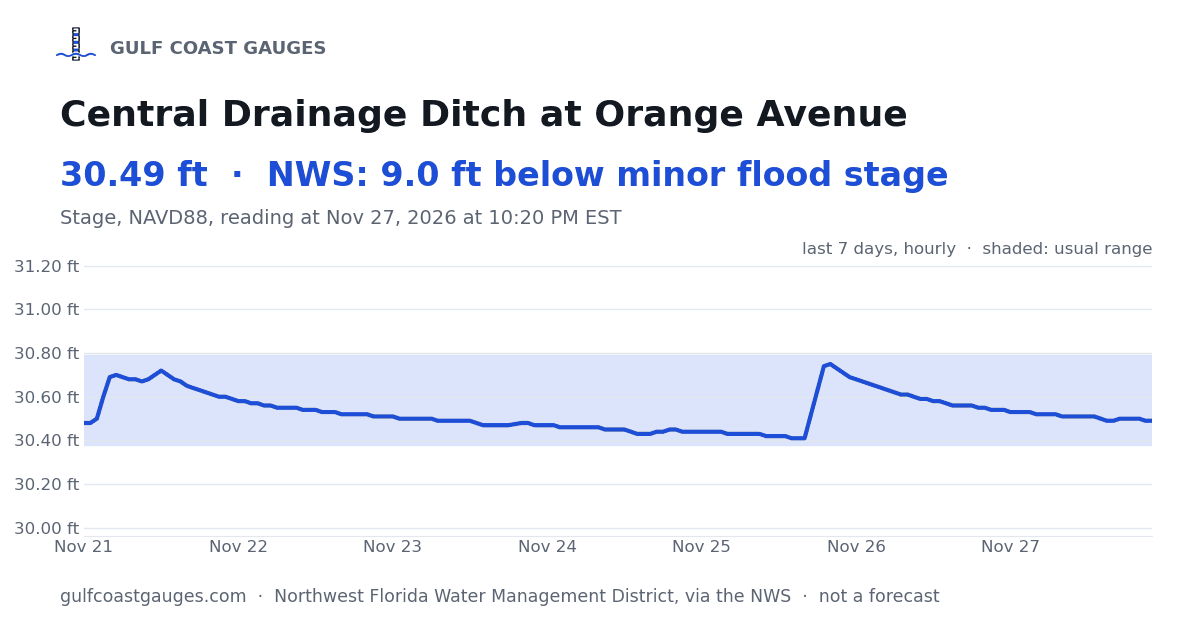 GULF COAST GAUGES
Central Drainage Ditch at Orange Avenue
30.49 ft · NWS: 9.0 ft below minor flood stage
Stage, NAVD88, reading at Nov 27, 2026 at 10:20 PM EST
last 7 days, hourly · shaded: usual range
31.20 ft
31.00 ft
30.80 ft
30.60 ft
30.40 ft
30.20 ft
30.00 ft
Nov 21 Nov 22 Nov 23 Nov 24 Nov 25 Nov 26 Nov 27
gulfcoastgauges.com · Northwest Florida Water Management District, via the NWS · not a forecast